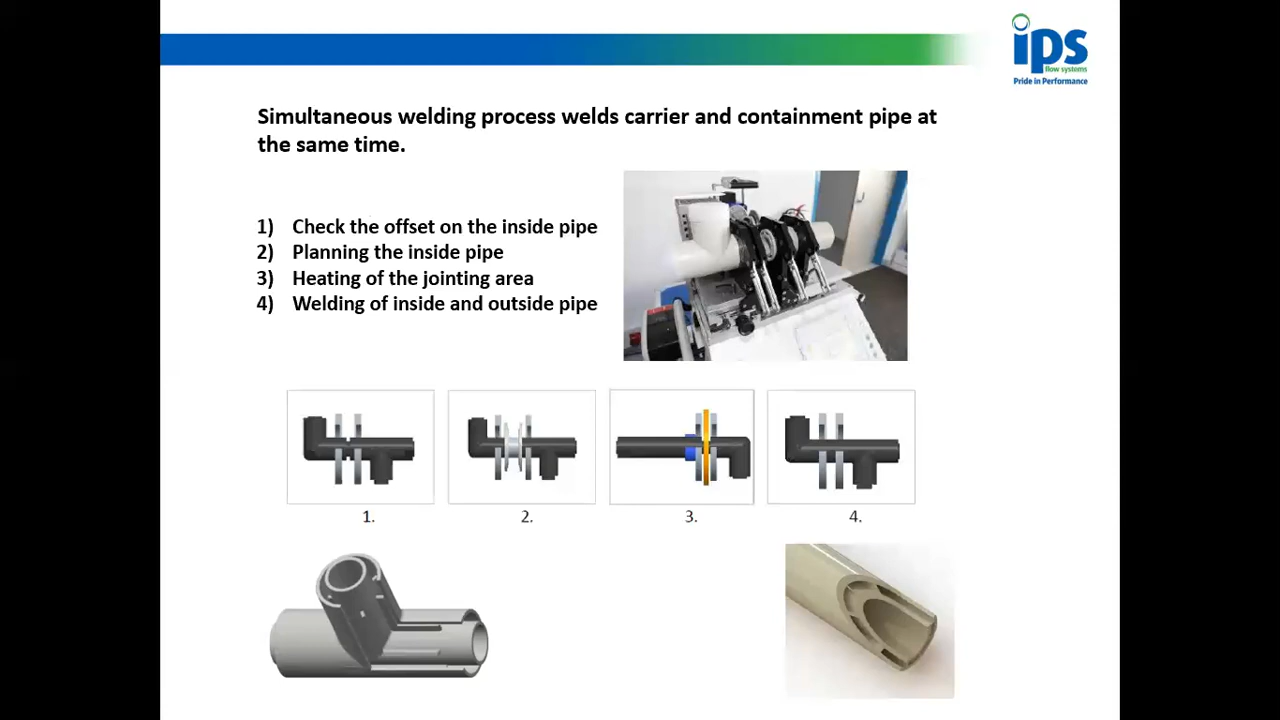 ips
flow systems
Pride in Performance
Simultaneous welding process welds carrier and containment pipe at
the same time.
1) Check the offset on the inside pipe
2) Planning the inside pipe
3) Heating of the jointing area
4) Welding of inside and outside pipe
1.
2.
3.
4.